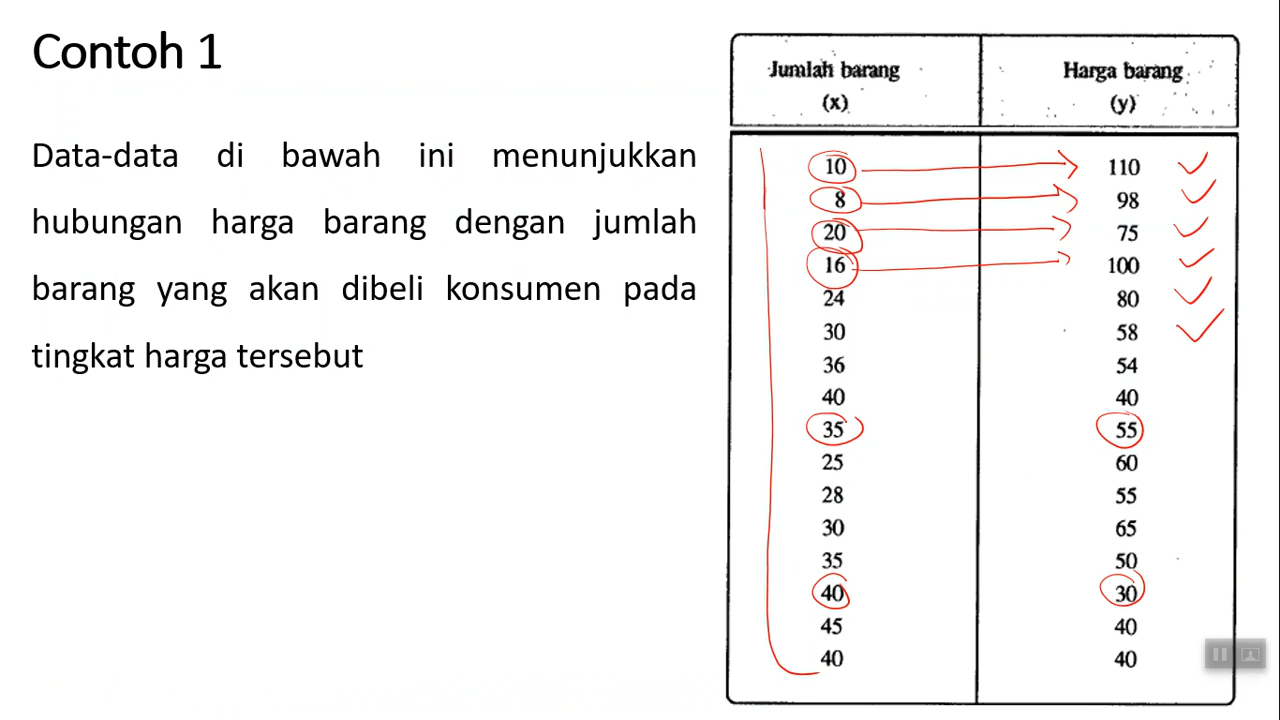 Contoh 1
Data-data di bawah ini menunjukkan
hubungan harga barang dengan jumlah
barang yang akan dibeli konsumen pada
tingkat harga tersebut
Jumlah barang Harga barang
(x) (y)
10 110
8 98
20 75
16 100
24 80
30 58
36 54
40 40
35 55
25 60
28 55
30 65
35 50
40 30
45 40
40 40